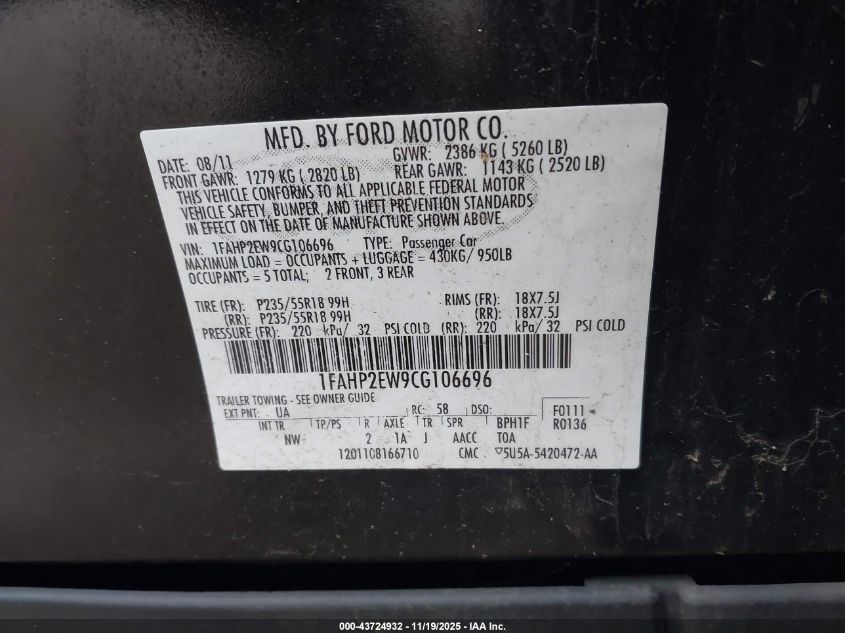 MFD. BY FORD MOTOR CO.
DATE: 08/11 GVWR: 2386 KG ( 5260 LB)
FRONT GAWR: 1279 KG ( 2820 LB) REAR GAWR: 1143 KG ( 2520 LB)
THIS VEHICLE CONFORMS TO ALL APPLICABLE FEDERAL MOTOR
VEHICLE SAFETY, BUMPER, AND THEFT PREVENTION STANDARDS
IN EFFECT ON THE DATE OF MANUFACTURE SHOWN ABOVE.
VIN: 1FAHP2EW9CG106696 TYPE: Passenger Car
MAXIMUM LOAD = OCCUPANTS + LUGGAGE = 430KG/ 950LB
OCCUPANTS = 5 TOTAL; 2 FRONT, 3 REAR
TIRE (FR): P235/55R18 99H RIMS (FR): 18X7.5J
(RR): P235/55R18 99H (RR): 18X7.5J
PRESSURE (FR): 220 kPa/ 32 PSI COLD (RR): 220 kPa/ 32 PSI COLD
1FAHP2EW9CG106696
TRAILER TOWING - SEE OWNER GUIDE
EXT PNT: UA RC: 58 DSO: F0111
INT TR TP/PS R AXLE TR SPR BPH1F R0136
NW 2 1A J AACC TOA
1201108166710 CMC ▽5U5A-5420472-AA
000-43724932 - 11/19/2025 - IAA Inc.